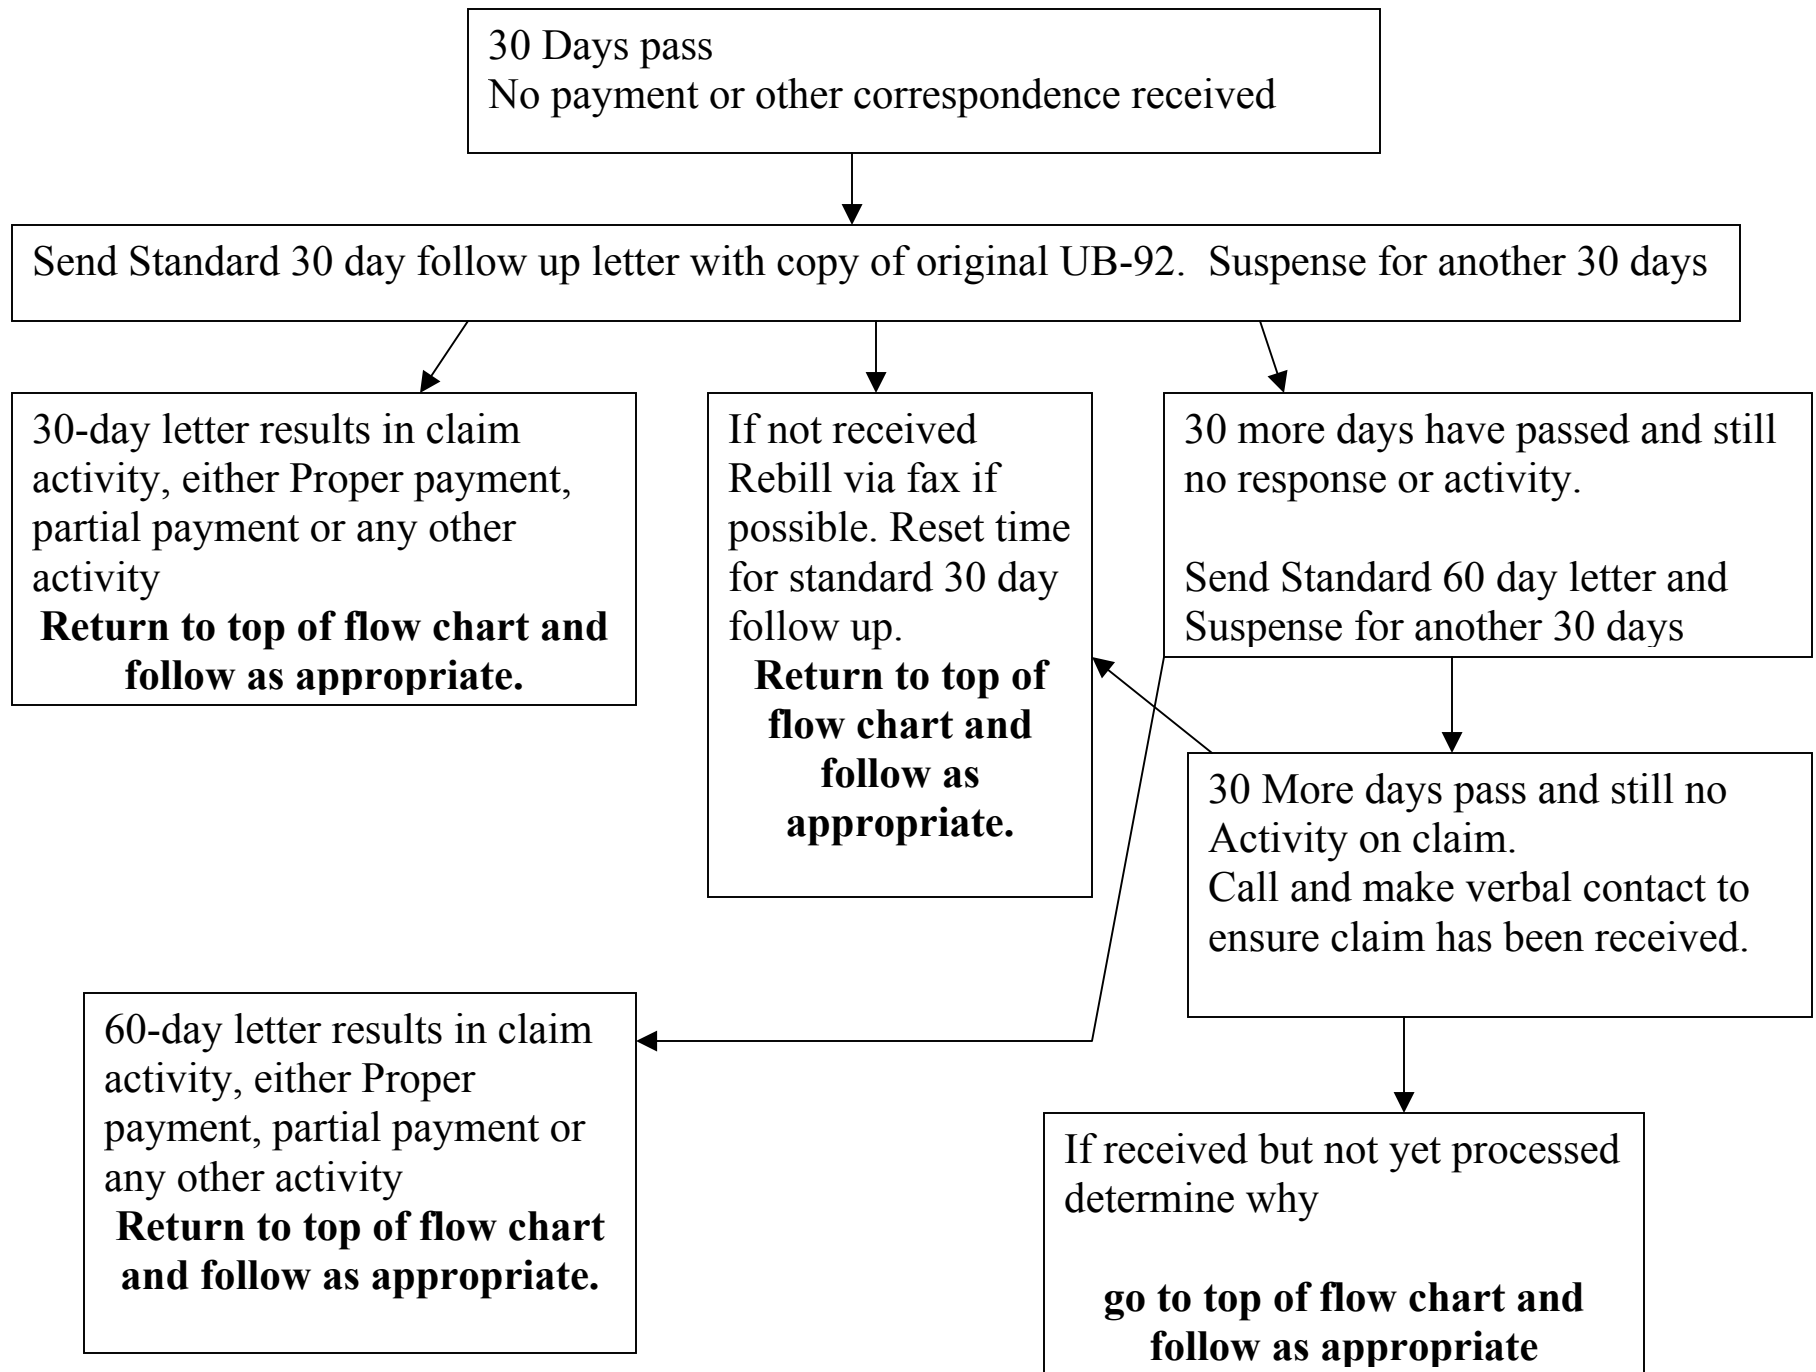 30 Days pass
No payment or other correspondence received
Send Standard 30 day follow up letter with copy of original UB-92.  Suspense for another 30 days
30-day letter results in claim
activity, either Proper payment,
partial payment or any other
activity
Return to top of flow chart and
follow as appropriate.
If not received
Rebill via fax if
possible. Reset time
for standard 30 day
follow up.
Return to top of
flow chart and
follow as
appropriate.
30 more days have passed and still
no response or activity.
Send Standard 60 day letter and
Suspense for another 30 days
30 More days pass and still no
Activity on claim.
Call and make verbal contact to
ensure claim has been received.
60-day letter results in claim
activity, either Proper
payment, partial payment or
any other activity
Return to top of flow chart
and follow as appropriate.
If received but not yet processed
determine why
go to top of flow chart and
follow as appropriate